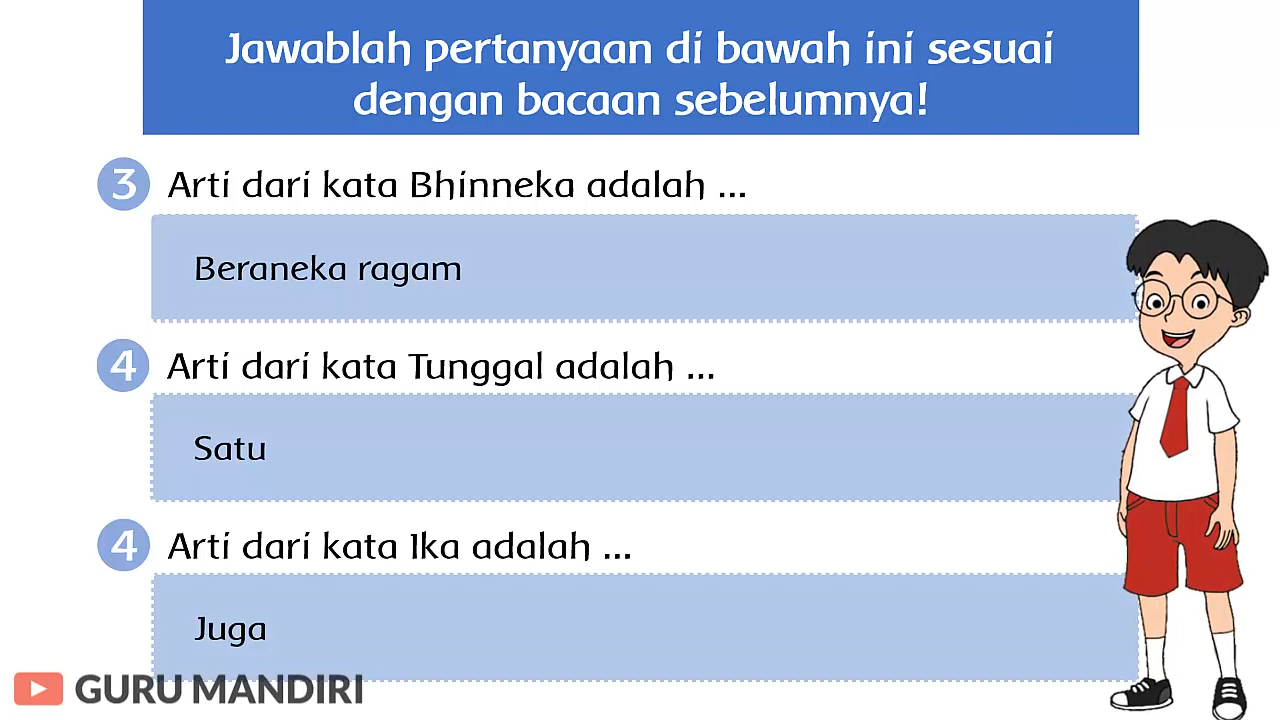 Jawablah pertanyaan di bawah ini sesuai
dengan bacaan sebelumnya!
3 Arti dari kata Bhinneka adalah ...
Beraneka ragam
4 Arti dari kata Tunggal adalah ...
Satu
4 Arti dari kata Ika adalah ...
Juga
GURU MANDIRI